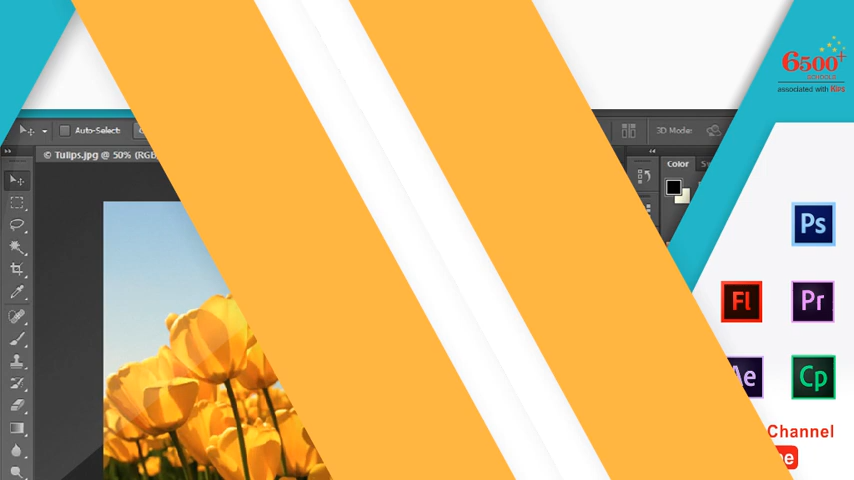 6500+
SCHOOLS
associated with Kips
Auto-Select:
3D Mode:
© Tulips.jpg @ 50% (RGB
Color
Ps
Fl
Pr
Ae
Cp
Channel